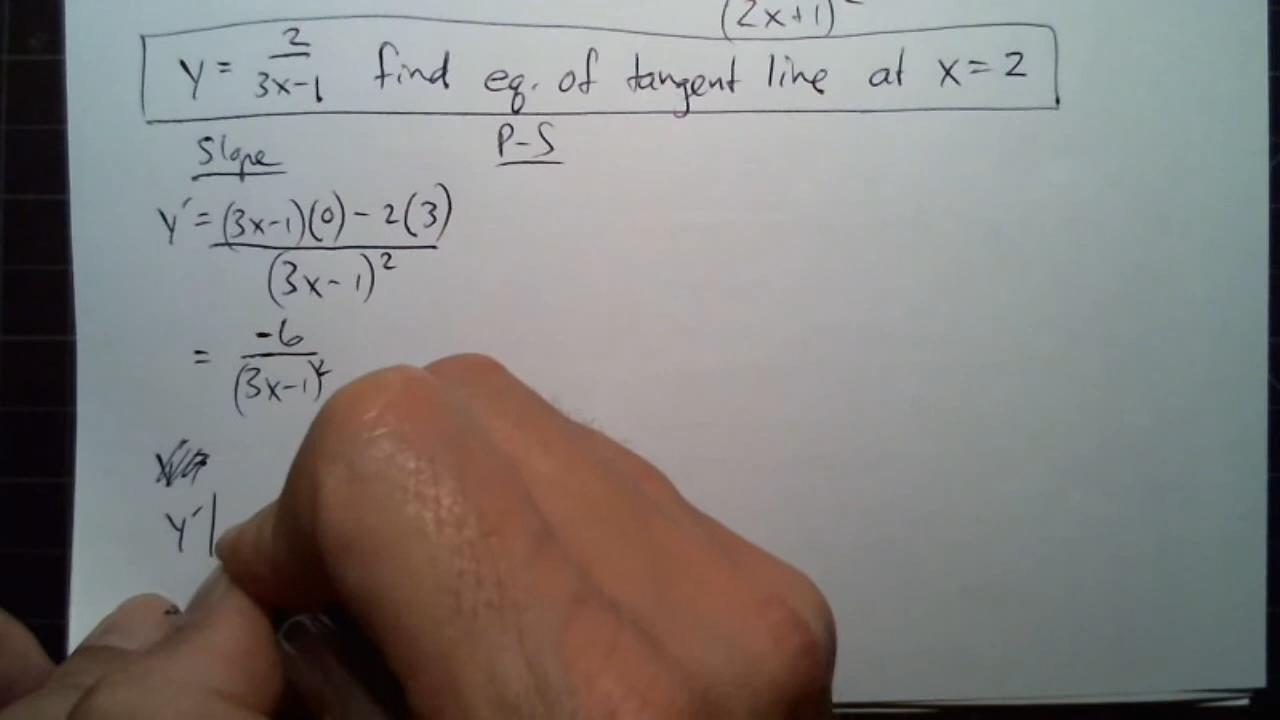 (2x+1)
y = 2/(3x-1) find eq. of tangent line at x = 2
Slope P-S
y' = (3x-1)(0) - 2(3)
(3x-1)²
= -6/(3x-1)²
y'|